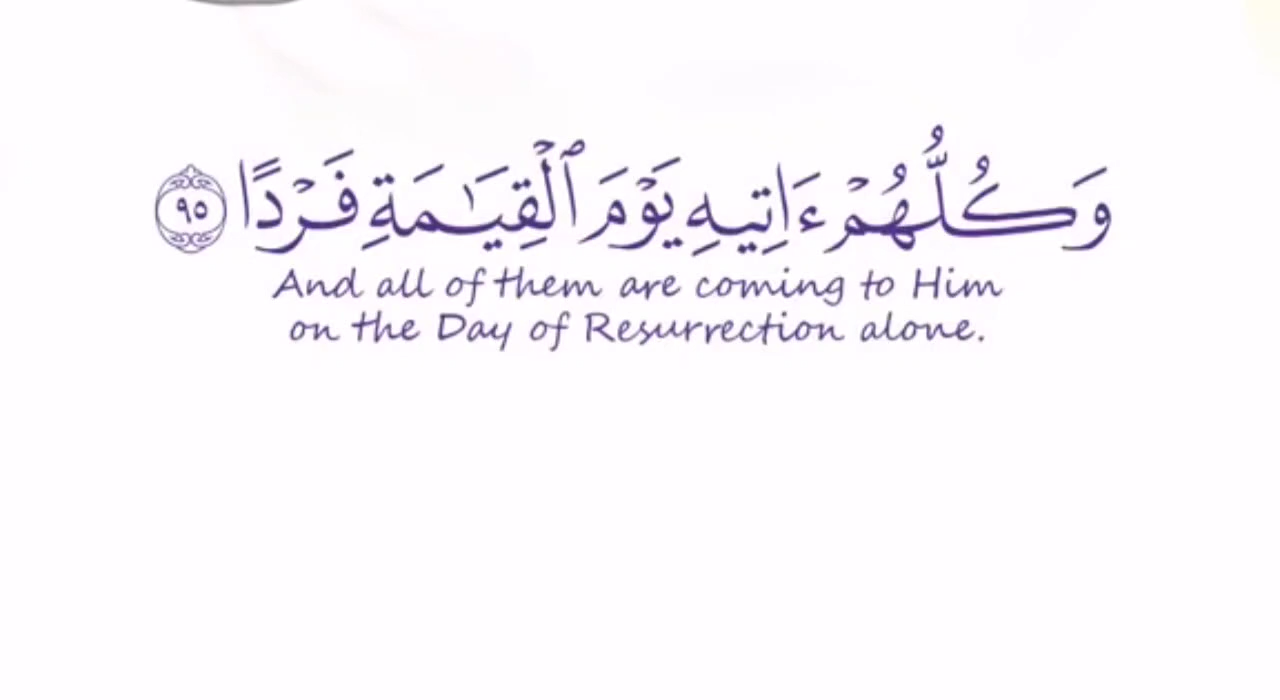 وَكُلُّهُمْ ءَاتِيهِ يَوْمَ ٱلْقِيَـٰمَةِ فَرْدًا ٩٥
And all of them are coming to Him
on the Day of Resurrection alone.